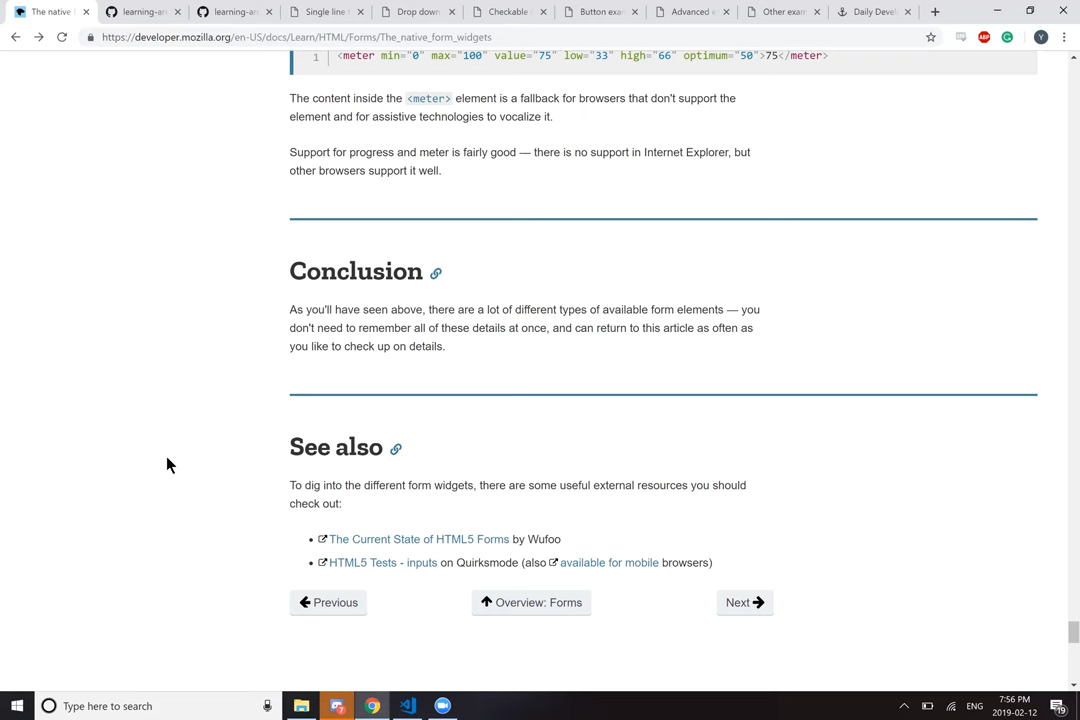 The native
learning-ar
learning-ar
Single line
Drop down
Checkable
Button exa
Advanced
Other exam
Daily Deve
https://developer.mozilla.org/en-US/docs/Learn/HTML/Forms/The_native_form_widgets
ABP
Y
1 <meter min="0" max="100" value="75" low="33" high="66" optimum="50">75</meter>
The content inside the <meter> element is a fallback for browsers that don't support the
element and for assistive technologies to vocalize it.
Support for progress and meter is fairly good — there is no support in Internet Explorer, but
other browsers support it well.
Conclusion
As you'll have seen above, there are a lot of different types of available form elements — you
don't need to remember all of these details at once, and can return to this article as often as
you like to check up on details.
See also
To dig into the different form widgets, there are some useful external resources you should
check out:
The Current State of HTML5 Forms by Wufoo
HTML5 Tests - inputs on Quirksmode (also available for mobile browsers)
Previous
Overview: Forms
Next
Type here to search
ENG
7:56 PM
2019-02-12
19